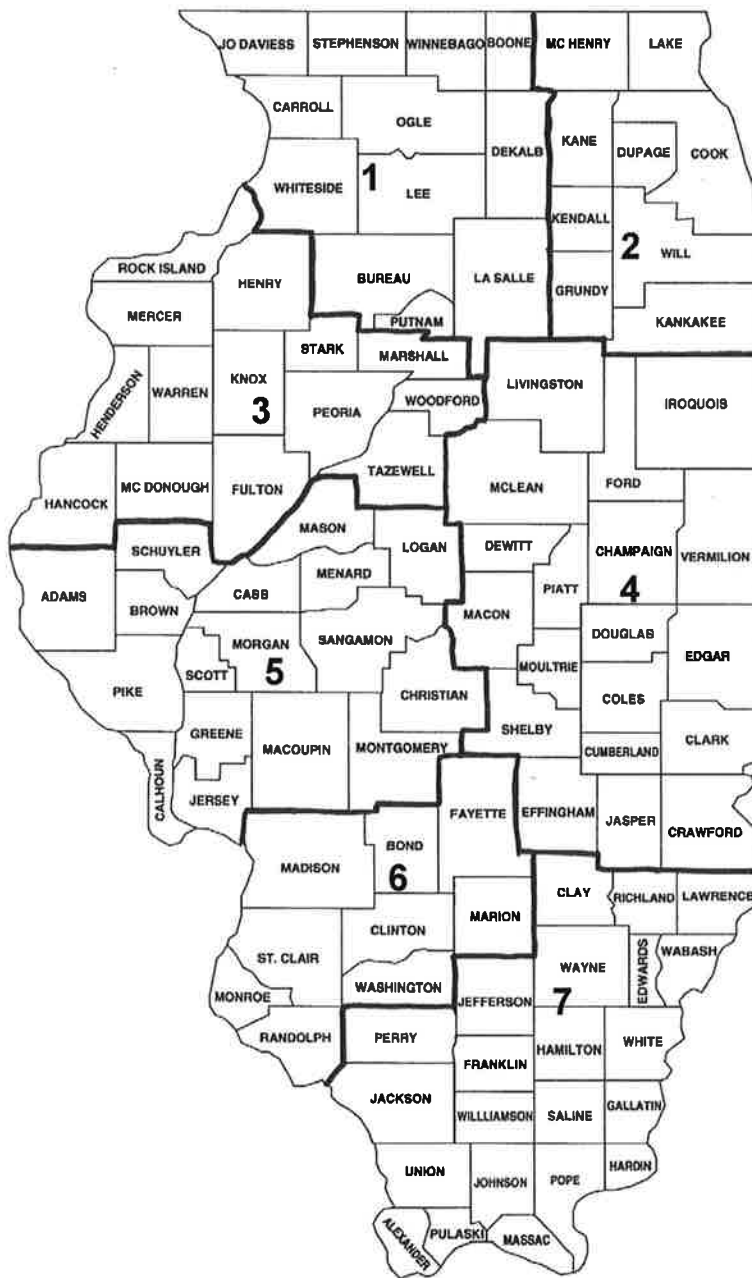 JO DAVIESS
STEPHENSON
WINNEBAGO
BOONE
MC HENRY
LAKE
CARROLL
OGLE
DEKALB
KANE
DUPAGE
COOK
WHITESIDE
1
LEE
KENDALL
2
WILL
ROCK ISLAND
HENRY
BUREAU
LA SALLE
GRUNDY
MERCER
PUTNAM
KANKAKEE
STARK
MARSHALL
HENDERSON
WARREN
KNOX
3
PEORIA
WOODFORD
LIVINGSTON
IROQUOIS
HANCOCK
MC DONOUGH
FULTON
TAZEWELL
MCLEAN
FORD
MASON
LOGAN
DEWITT
CHAMPAIGN
VERMILION
SCHUYLER
ADAMS
BROWN
CASB
MENARD
MACON
PIATT
4
MORGAN
5
SANGAMON
DOUGLAB
EDGAR
PIKE
SCOTT
CHRISTIAN
MOULTRIE
COLES
GREENE
MACOUPIN
MONTGOMERY
SHELBY
CUMBERLAND
CLARK
CALHOUN
JERSEY
FAYETTE
EFFINGHAM
JASPER
CRAWFORD
MADISON
BOND
6
CLAY
RICHLAND
LAWRENCE
MARION
ST. CLAIR
CLINTON
WAYNE
EDWARDS
WABASH
MONROE
WASHINGTON
JEFFERSON
7
RANDOLPH
PERRY
FRANKLIN
HAMILTON
WHITE
JACKSON
WILLLIAMSON
SALINE
GALLATIN
UNION
JOHNSON
POPE
HARDIN
ALEXANDER
PULASKI
MASSAC